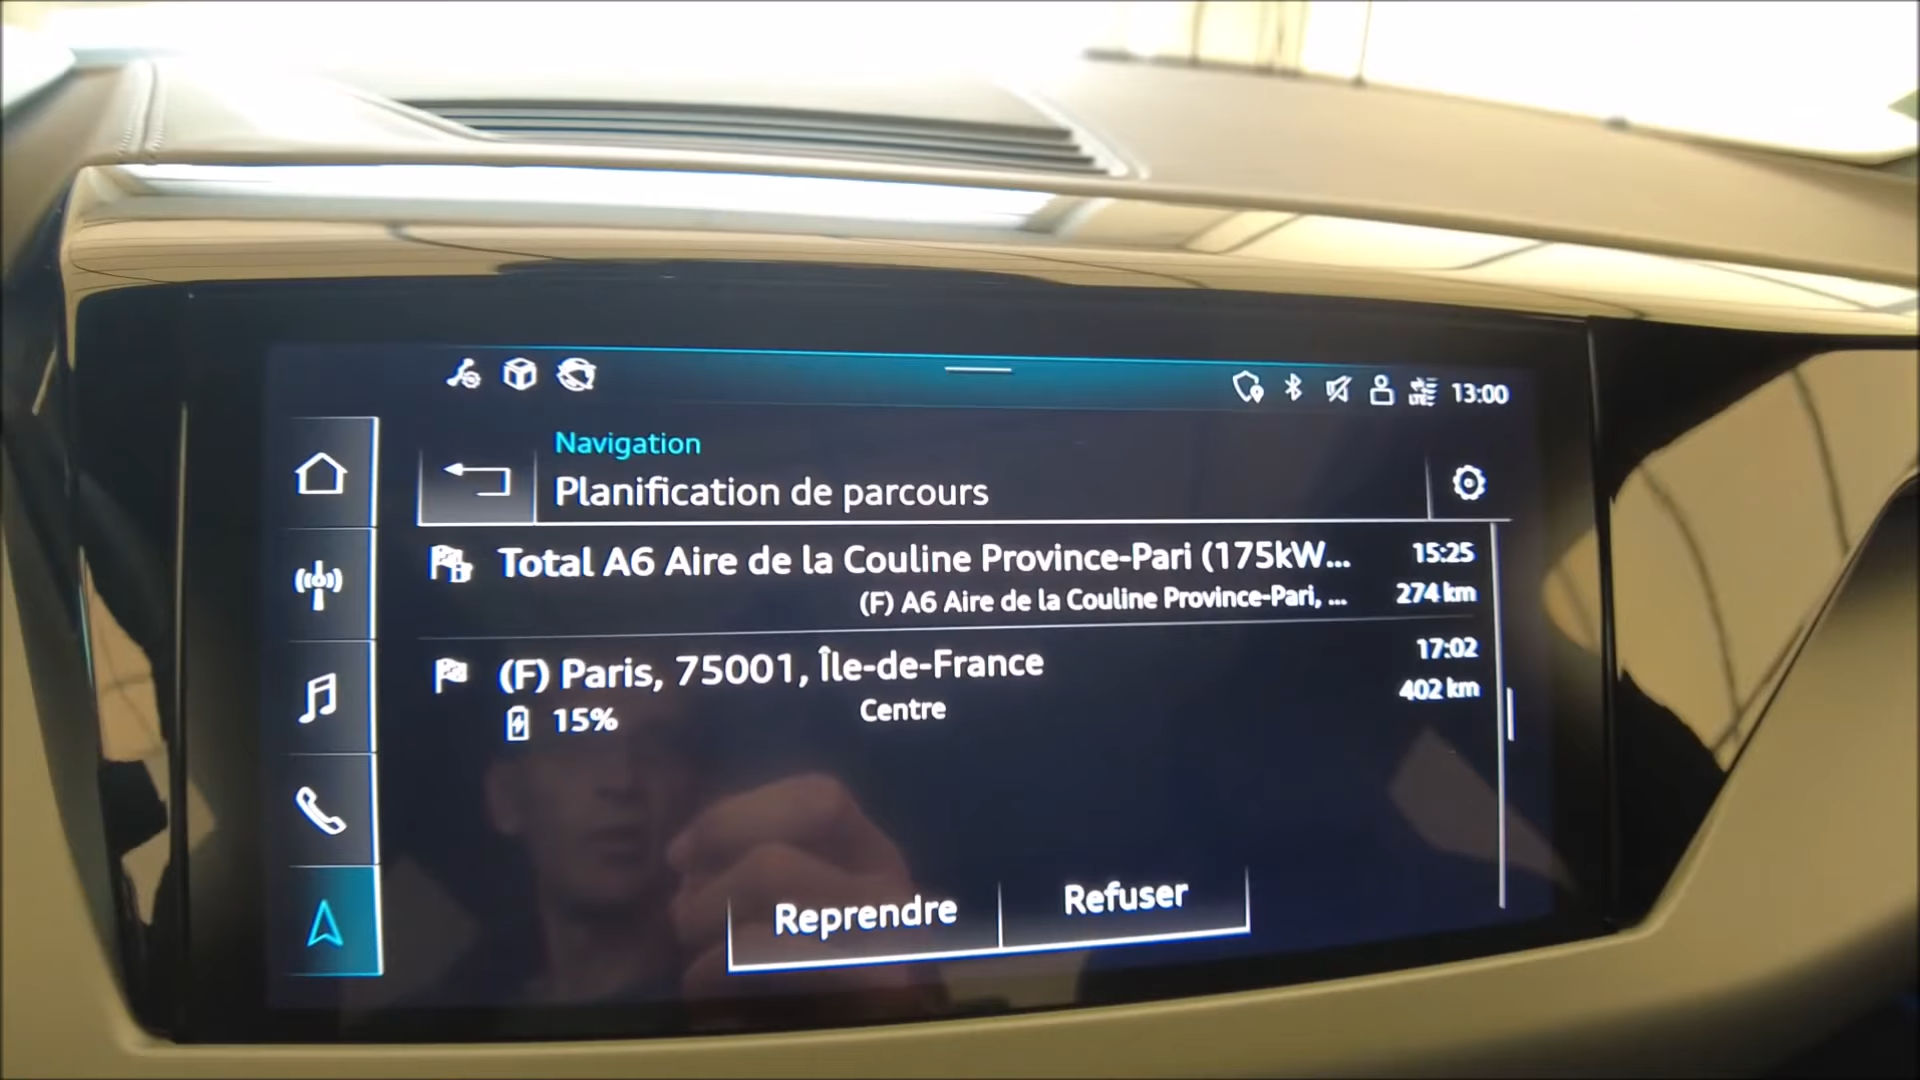 13:00
Navigation
Planification de parcours
Total A6 Aire de la Couline Province-Pari (175kW...
15:25
(F) A6 Aire de la Couline Province-Pari, ...
274 km
(F) Paris, 75001, Île-de-France
17:02
15%
Centre
402 km
Reprendre
Refuser